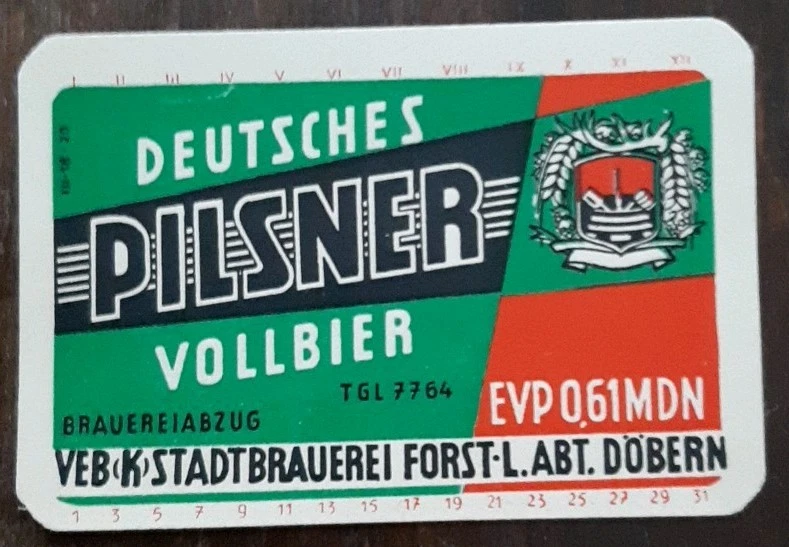 I II III IV V VI VII VIII IX X XI XII
DEUTSCHES
PILSNER
VOLLBIER
TGL 7764
BRAUEREIABZUG
EVP 0,61 MDN
VEB (K) STADTBRAUEREI FORST-L. ABT. DÖBERN
1 3 5 7 9 11 13 15 17 19 21 23 25 27 29 31